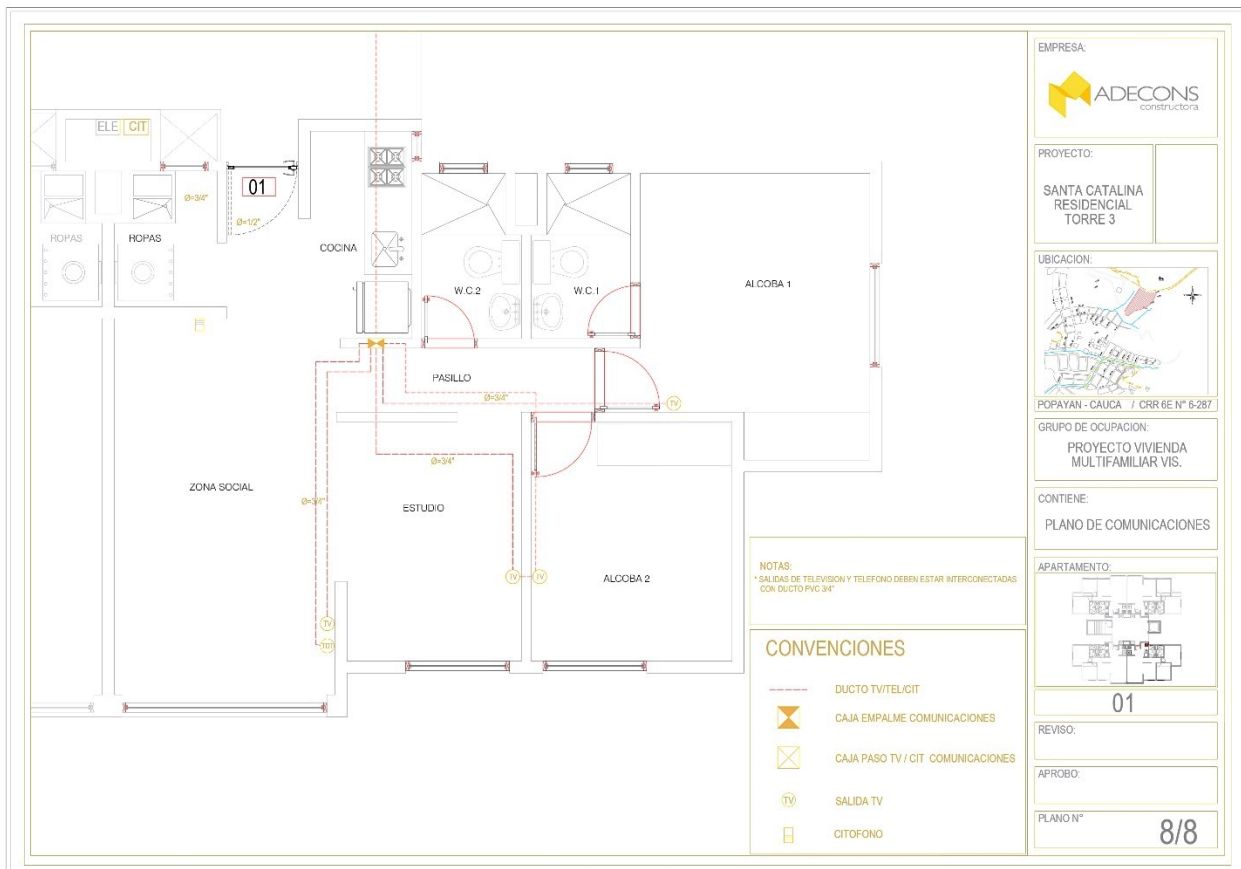 ELE CIT
01
Ø=3/4"
Ø=1/2"
ROPAS
ROPAS
COCINA
W.C.2
W.C.1
ALCOBA 1
PASILLO
Ø=3/4"
TV
Ø=3/4"
ZONA SOCIAL
Ø=3/4"
ESTUDIO
TV
TV
ALCOBA 2
TV
NOTAS:
* SALIDAS DE TELEVISION Y TELEFONO DEBEN ESTAR INTERCONECTADAS
CON DUCTO PVC 3/4"
CONVENCIONES
DUCTO TV/TEL/CIT
CAJA EMPALME COMUNICACIONES
CAJA PASO TV / CIT COMUNICACIONES
TV SALIDA TV
CITOFONO
EMPRESA:
ADECONS
constructora
PROYECTO:
SANTA CATALINA
RESIDENCIAL
TORRE 3
UBICACION:
POPAYAN - CAUCA / CRR 6E N° 6-287
GRUPO DE OCUPACION:
PROYECTO VIVIENDA
MULTIFAMILIAR VIS.
CONTIENE:
PLANO DE COMUNICACIONES
APARTAMENTO:
01
REVISO:
APROBO:
PLANO N°
8/8